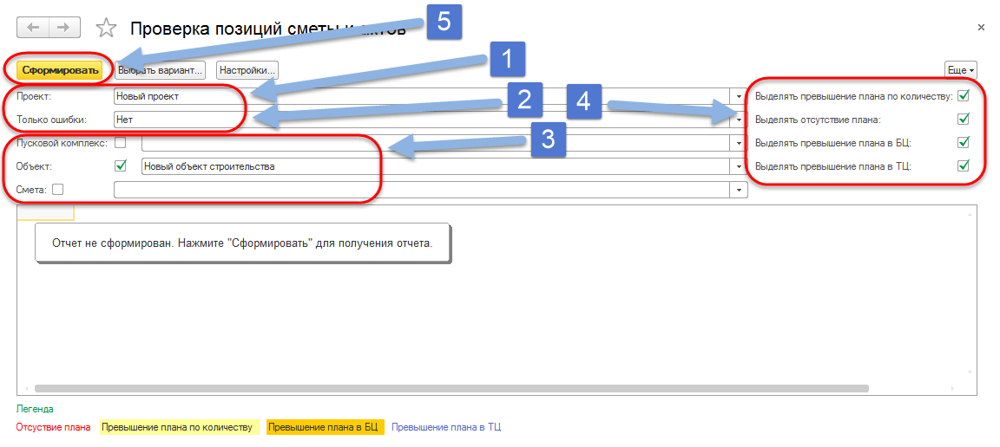 Проверка позиций сметы и актов
5
Сформировать
Выбрать вариант...
Настройки...
1
Еще
Проект:
Новый проект
2
4
Выделять превышение плана по количеству:
Только ошибки:
Нет
Выделять отсутствие плана:
3
Пусковой комплекс:
Выделять превышение плана в БЦ:
Объект:
Новый объект строительства
Выделять превышение плана в ТЦ:
Смета:
Отчет не сформирован. Нажмите "Сформировать" для получения отчета.
Легенда
Отсуствие плана
Превышение плана по количеству
Превышение плана в БЦ
Превышение плана в ТЦ